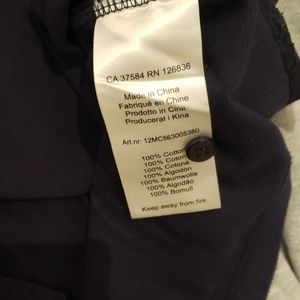 CA 37584 RN 126836
Made in China
Fabriqué en Chine
Prodotto in Cina
Producerat i Kina
Art.nr: 12MC563005380
100% Cotton
100% Coton
100% Cotone
100% Algodón
100% Baumwolle
100% Algodão
100% Bomull
Keep away from fire